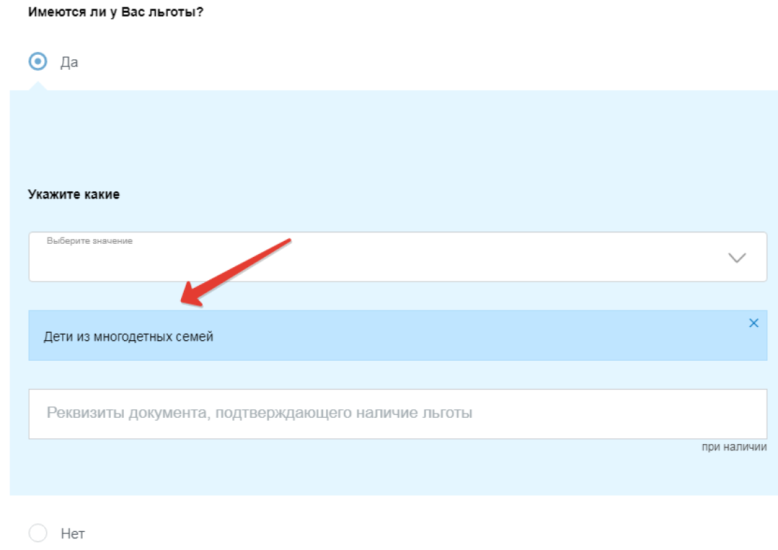 Имеются ли у Вас льготы?
Да
Укажите какие
Выберите значение
Дети из многодетных семей
Реквизиты документа, подтверждающего наличие льготы
при наличии
Нет